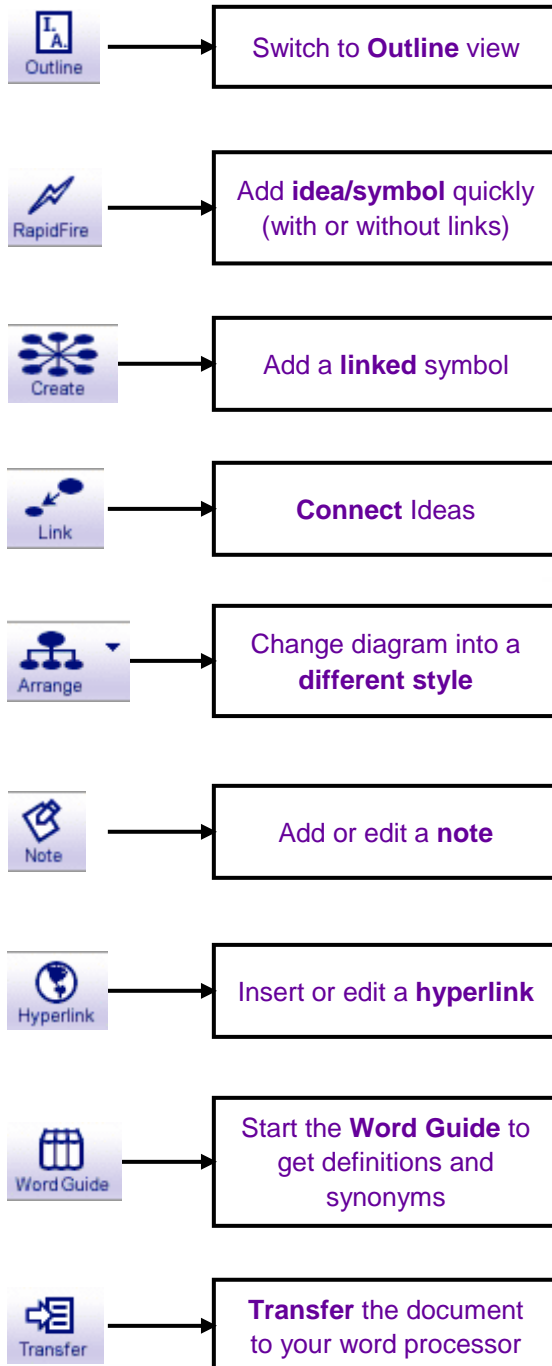 I.
A.
Outline
Switch to Outline view
RapidFire
Add idea/symbol quickly
(with or without links)
Create
Add a linked symbol
Link
Connect Ideas
Arrange
Change diagram into a
different style
Note
Add or edit a note
Hyperlink
Insert or edit a hyperlink
Word Guide
Start the Word Guide to
get definitions and
synonyms
Transfer
Transfer the document
to your word processor